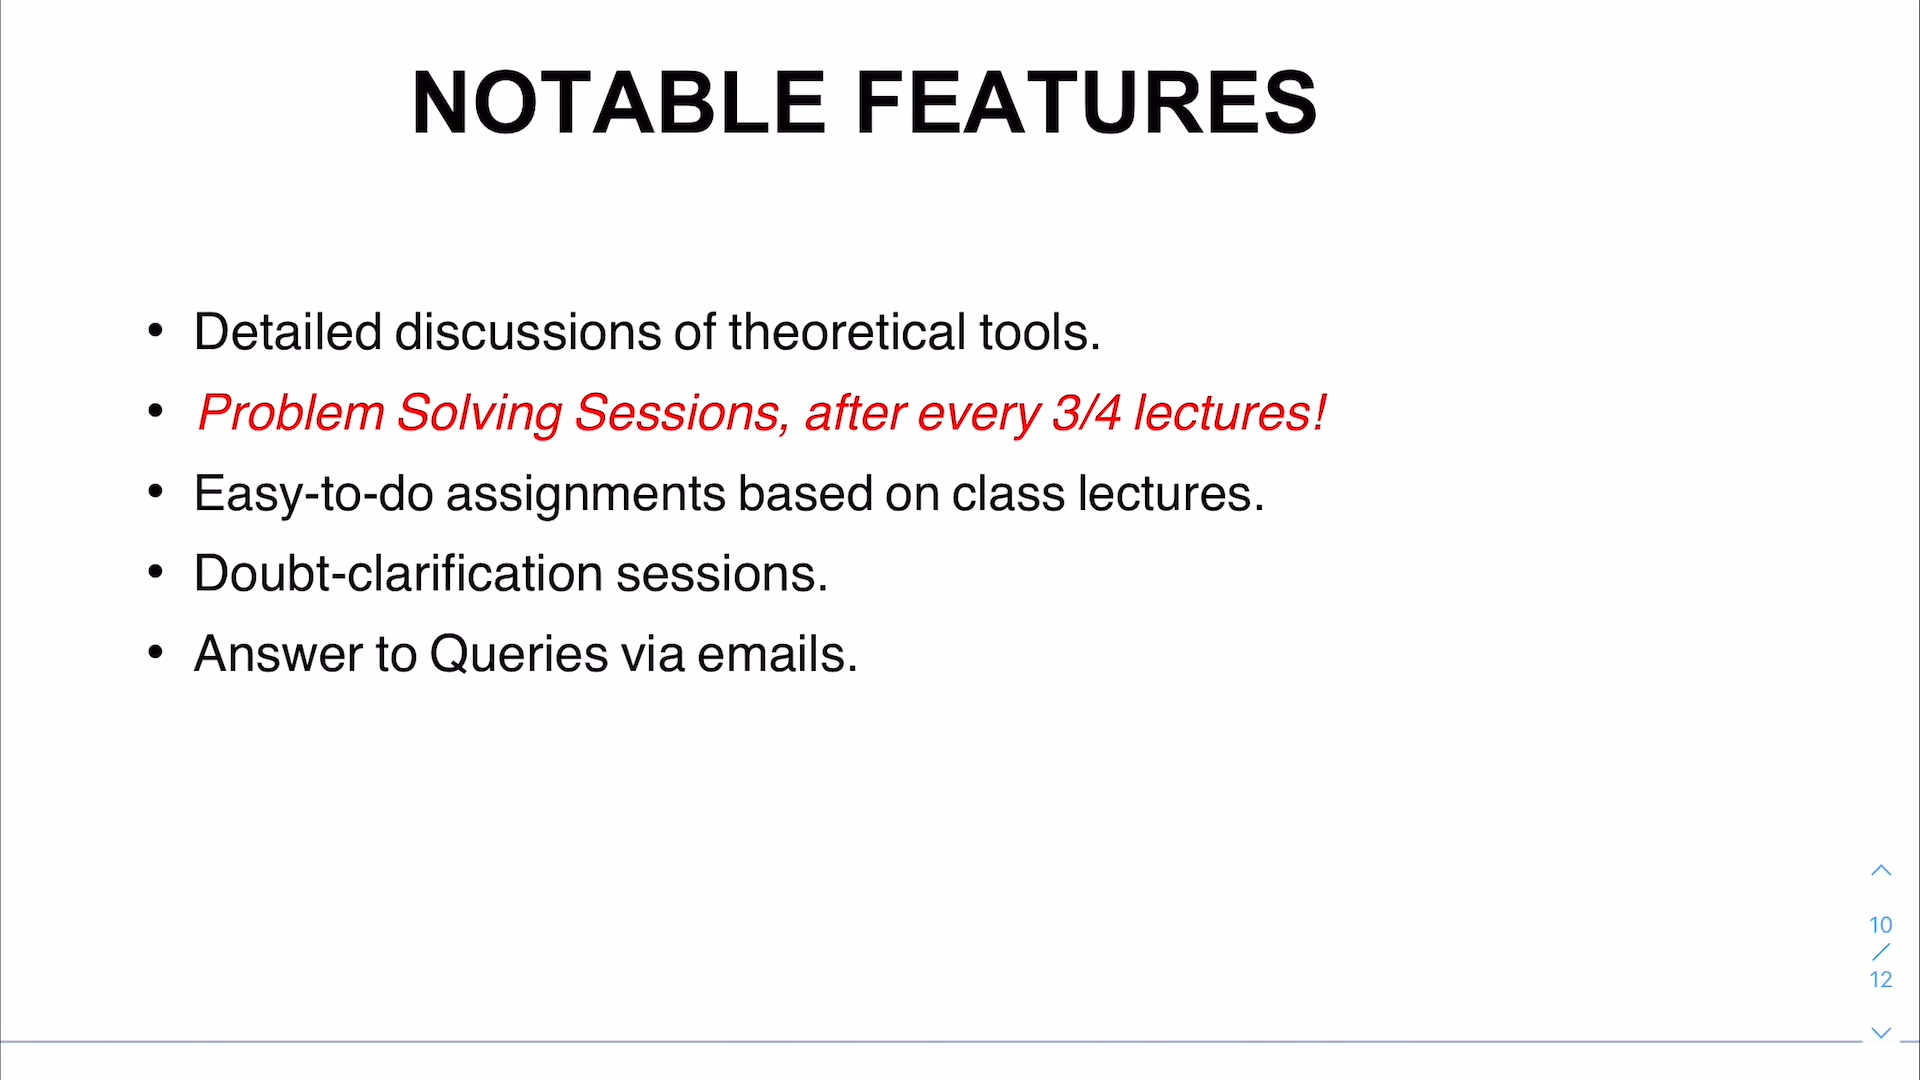 NOTABLE FEATURES
• Detailed discussions of theoretical tools.
• Problem Solving Sessions, after every 3/4 lectures!
• Easy-to-do assignments based on class lectures.
• Doubt-clarification sessions.
• Answer to Queries via emails.
10
/
12